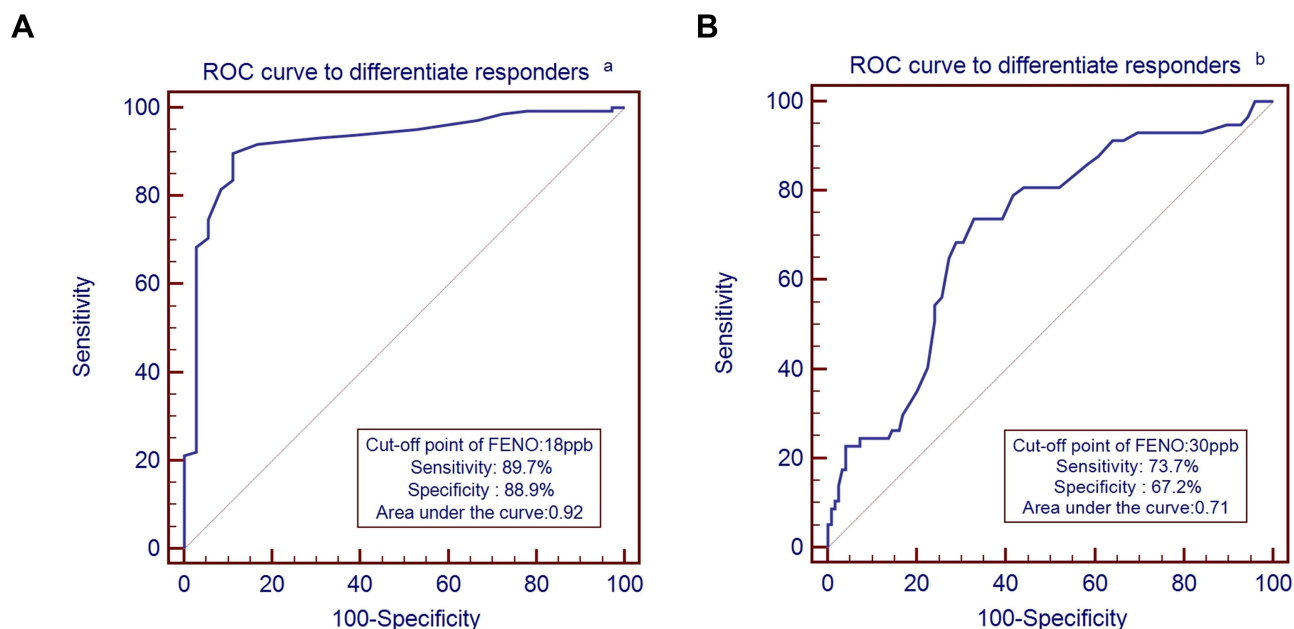 A
ROC curve to differentiate responders a
100
80
60
40
20
0
Sensitivity
Cut-off point of FENO:18ppb
Sensitivity: 89.7%
Specificity : 88.9%
Area under the curve:0.92
0 20 40 60 80 100
100-Specificity
B
ROC curve to differentiate responders b
100
80
60
40
20
0
Sensitivity
Cut-off point of FENO:30ppb
Sensitivity: 73.7%
Specificity : 67.2%
Area under the curve:0.71
0 20 40 60 80 100
100-Specificity